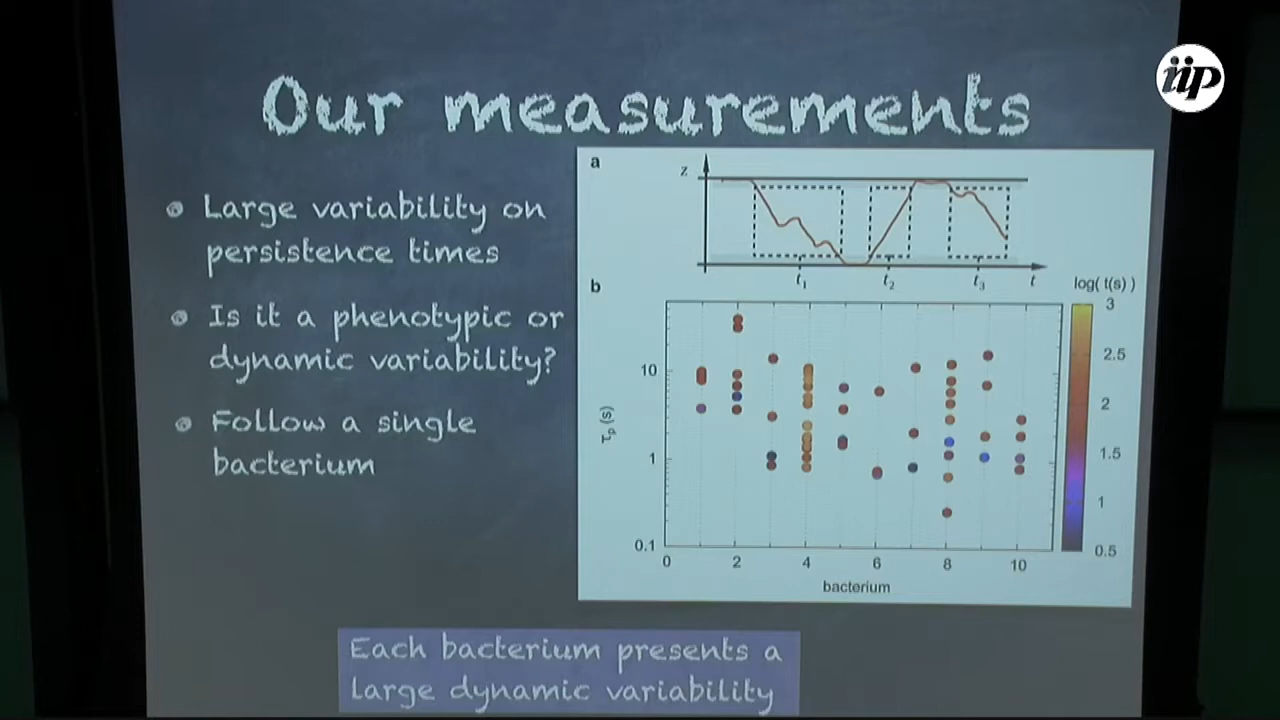 iip
Our measurements
Large variability on
persistence times
Is it a phenotypic or
dynamic variability?
Follow a single
bacterium
a
z
t1 t2 t3 t
b
log( t(s) )
3
2.5
2
1.5
1
0.5
τp (s)
10
1
0.1
0 2 4 6 8 10
bacterium
Each bacterium presents a
large dynamic variability